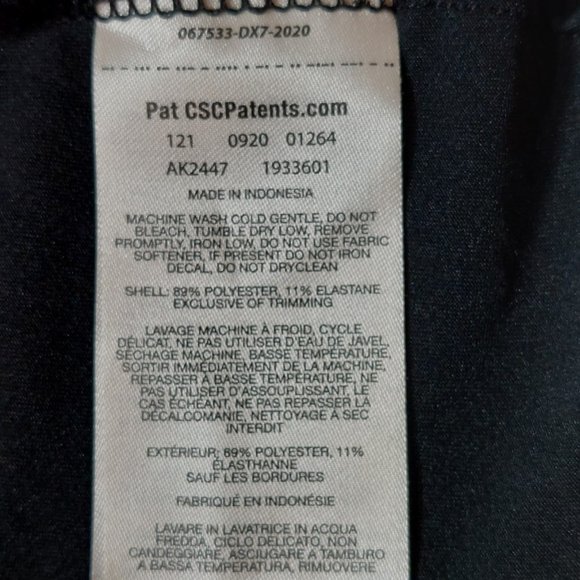 067533-DX7-2020
Pat CSCPatents.com
121 0920 01264
AK2447 1933601
MADE IN INDONESIA
MACHINE WASH COLD GENTLE, DO NOT
BLEACH, TUMBLE DRY LOW, REMOVE
PROMPTLY, IRON LOW, DO NOT USE FABRIC
SOFTENER, IF PRESENT DO NOT IRON
DECAL, DO NOT DRYCLEAN
SHELL: 89% POLYESTER, 11% ELASTANE
EXCLUSIVE OF TRIMMING
LAVAGE MACHINE À FROID, CYCLE
DÉLICAT, NE PAS UTILISER D'EAU DE JAVEL,
SÉCHAGE MACHINE, BASSE TEMPÉRATURE,
SORTIR IMMÉDIATEMENT DE LA MACHINE,
REPASSER À BASSE TEMPÉRATURE, NE
PAS UTILISER D'ASSOUPLISSANT, LE
CAS ÉCHÉANT, NE PAS REPASSER LA
DÉCALCOMANIE, NETTOYAGE À SEC
INTERDIT
EXTÉRIEUR: 89% POLYESTER, 11%
ÉLASTHANNE
SAUF LES BORDURES
FABRIQUÉ EN INDONÉSIE
LAVARE IN LAVATRICE IN ACQUA
FREDDA, CICLO DELICATO, NON
CANDEGGIARE, ASCIUGARE A TAMBURO
A BASSA TEMPERATURA, RIMUOVERE